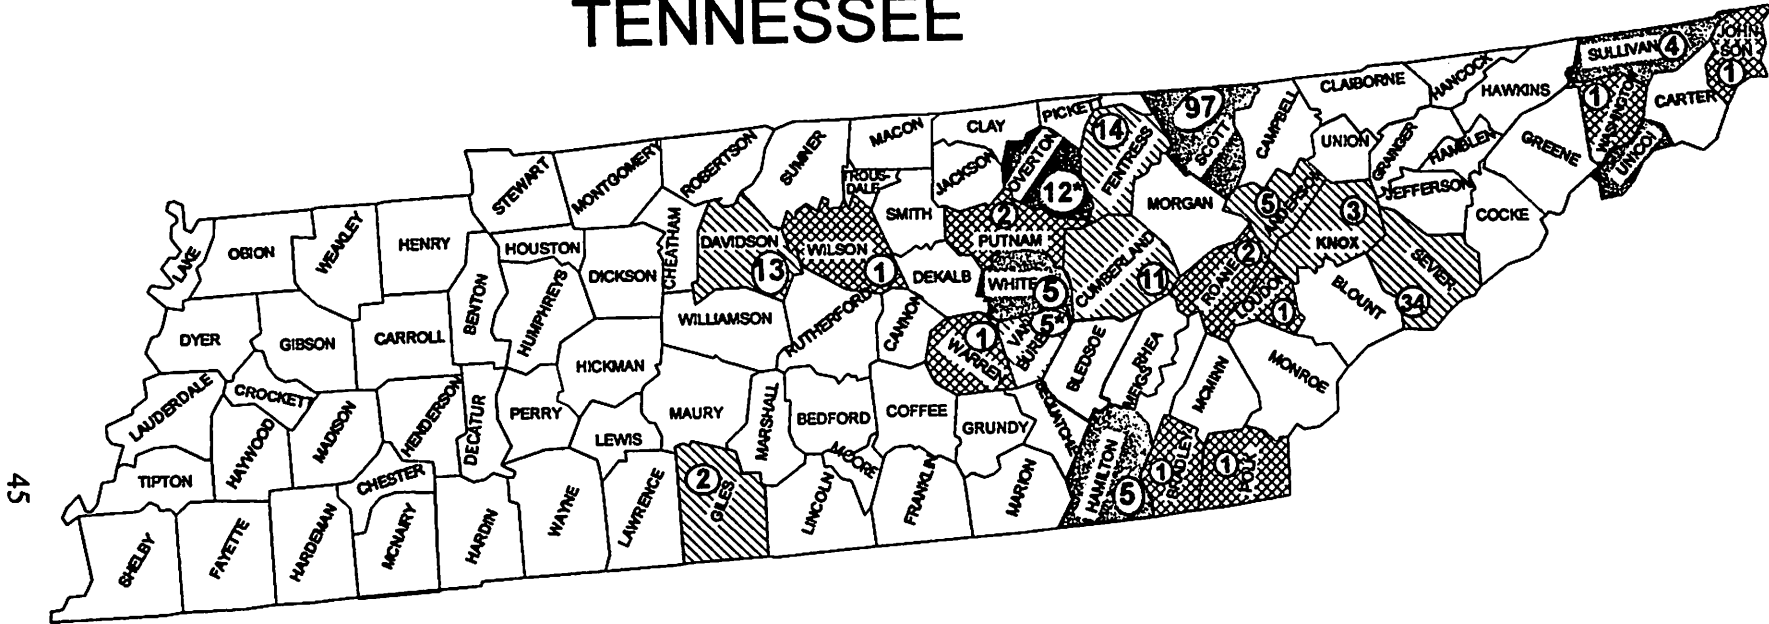 TENNESSEE
JOHN
SON
1
SULLIVAN 4
1
WASHINGTON
CARTER
UNICOI
HANCOCK
HAWKINS
CLAIBORNE
GREENE
CAMPBELL
UNION
GRAINGER
HAMBLEN
JEFFERSON
COCKE
97
SCOTT
PICKE
14
FENTRESS
CLAY
OVERTON
12*
MACON
JACKSON
TROUS-
DALE
SMITH
SUMNER
ROBERTSON
MONTGOMERY
STEWART
MORGAN
5
ANDERSON
3
KNOX
SEVIER
34
2
PUTNAM
CUMBERLAND
11
2
ROANE
LOUDON
1
BLOUNT
WHITE 5
DEKALB
WILSON
1
DAVIDSON
13
CHEATHAM
DICKSON
HOUSTON
HUMPHREYS
HENRY
WEAKLEY
OBION
LAKE
BENTON
CARROLL
GIBSON
DYER
WILLIAMSON
RUTHERFORD
CANNON
1
WARREN
VAN
BUREN
5*
BLEDSOE
RHEA
MEIGS
MCMINN
MONROE
HICKMAN
PERRY
DECATUR
HENDERSON
MADISON
CROCKETT
LAUDERDALE
HAYWOOD
TIPTON
CHESTER
LEWIS
MAURY
MARSHALL
BEDFORD
COFFEE
GRUNDY
SEQUATCHIE
HAMILTON
5
1
BRADLEY
1
POLK
MARION
FRANKLIN
MOORE
LINCOLN
2
GILES
LAWRENCE
WAYNE
HARDIN
MCNAIRY
HARDEMAN
FAYETTE
SHELBY
45